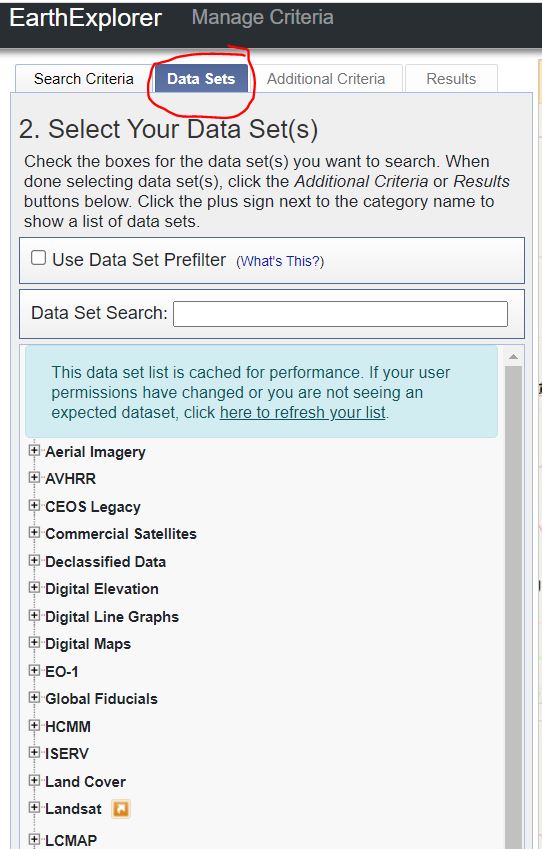 EarthExplorer Manage Criteria
Search Criteria Data Sets Additional Criteria Results
2. Select Your Data Set(s)
Check the boxes for the data set(s) you want to search. When
done selecting data set(s), click the Additional Criteria or Results
buttons below. Click the plus sign next to the category name to
show a list of data sets.
Use Data Set Prefilter (What's This?)
Data Set Search:
This data set list is cached for performance. If your user
permissions have changed or you are not seeing an
expected dataset, click here to refresh your list.
Aerial Imagery
AVHRR
CEOS Legacy
Commercial Satellites
Declassified Data
Digital Elevation
Digital Line Graphs
Digital Maps
EO-1
Global Fiducials
HCMM
ISERV
Land Cover
Landsat
LCMAP